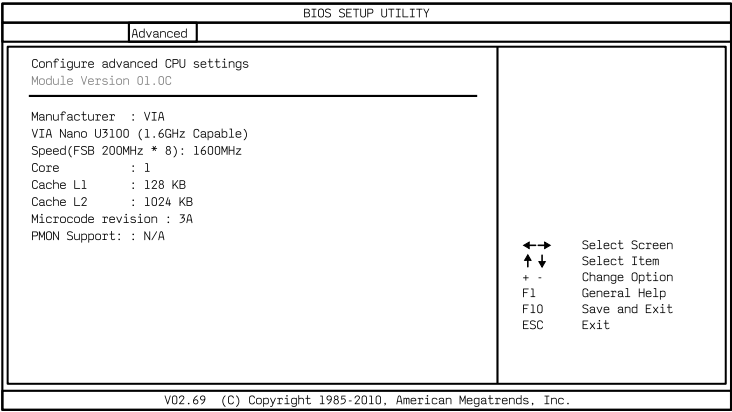 BIOS SETUP UTILITY
Advanced
Configure advanced CPU settings
Module Version 01.0C
Manufacturer : VIA
VIA Nano U3100 (1.6GHz Capable)
Speed(FSB 200MHz * 8): 1600MHz
Core : 1
Cache L1 : 128 KB
Cache L2 : 1024 KB
Microcode revision : 3A
PMON Support: : N/A
←→ Select Screen
↑↓ Select Item
+ - Change Option
F1 General Help
F10 Save and Exit
ESC Exit
V02.69 (C) Copyright 1985-2010, American Megatrends, Inc.